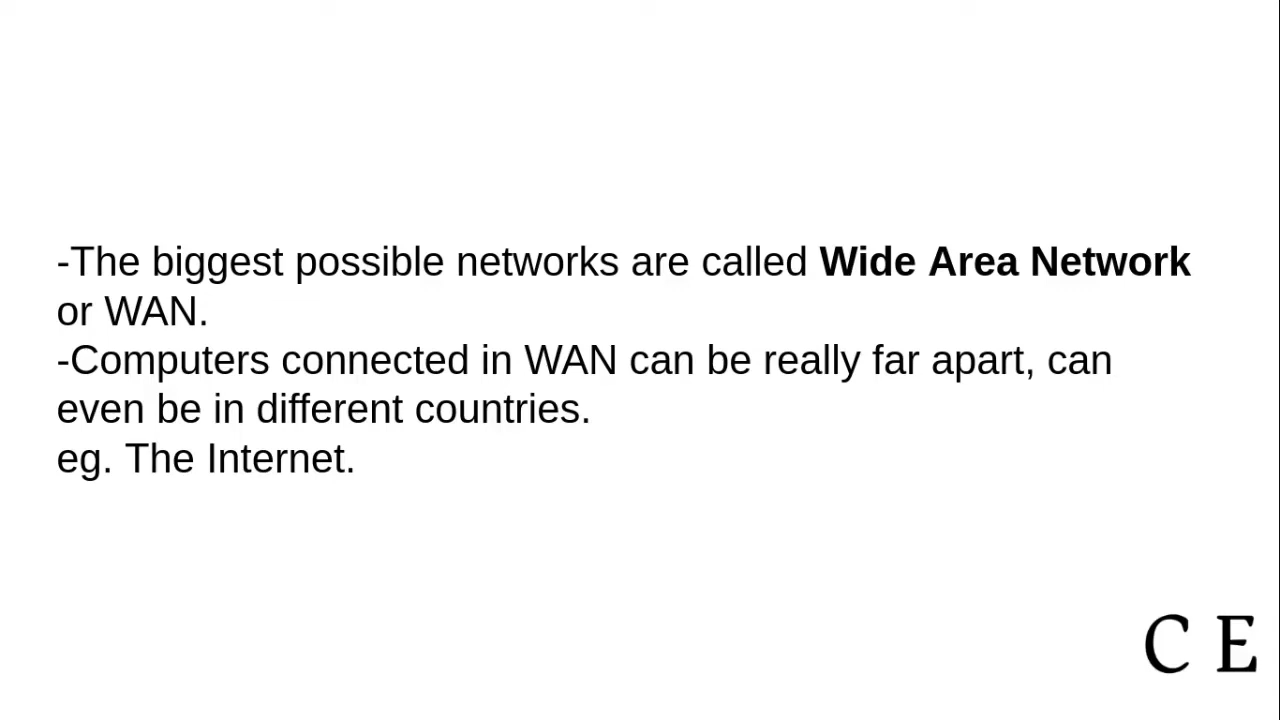 -The biggest possible networks are called Wide Area Network
or WAN.
-Computers connected in WAN can be really far apart, can
even be in different countries.
eg. The Internet.
C E